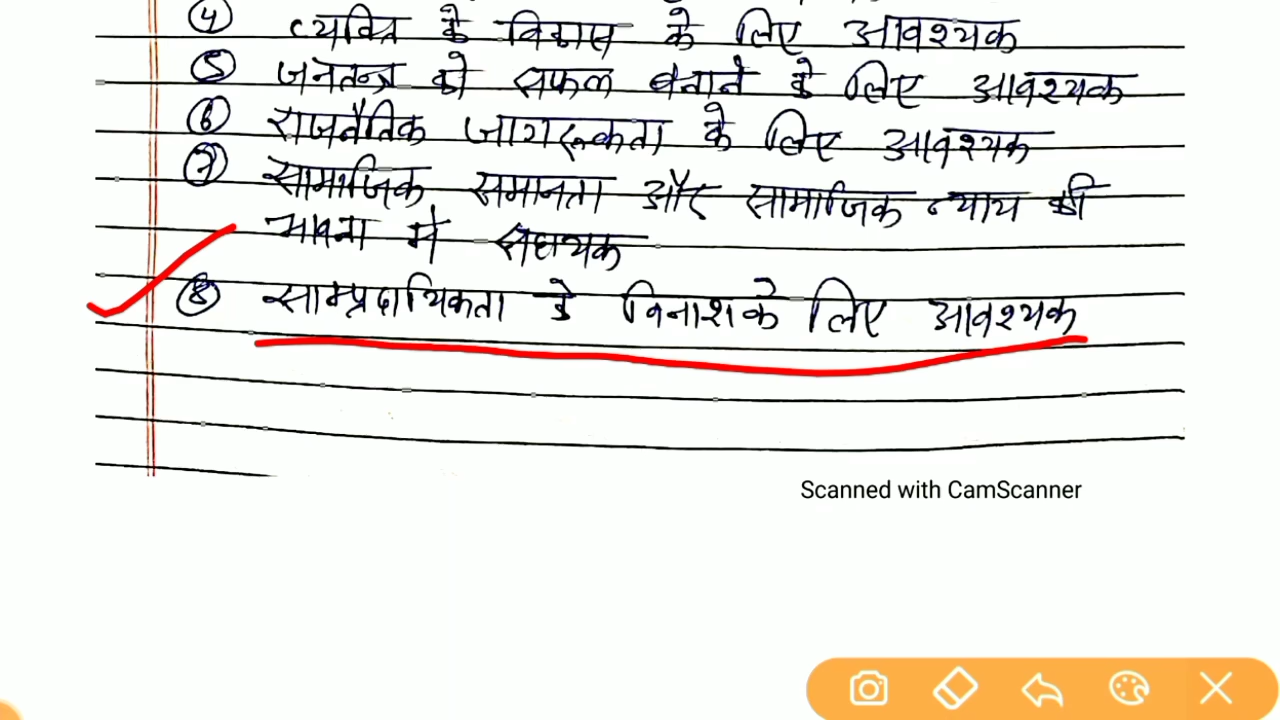 ④ व्यक्ति के विकास के लिए आवश्यक
⑤ जनतन्त्र को सफल बनाने के लिए आवश्यक
⑥ राजनैतिक जागरूकता के लिए आवश्यक
⑦ सामाजिक समानता और सामाजिक न्याय की
भावना में सहायक
⑧ साम्प्रदायिकता के विनाश के लिए आवश्यक
Scanned with CamScanner